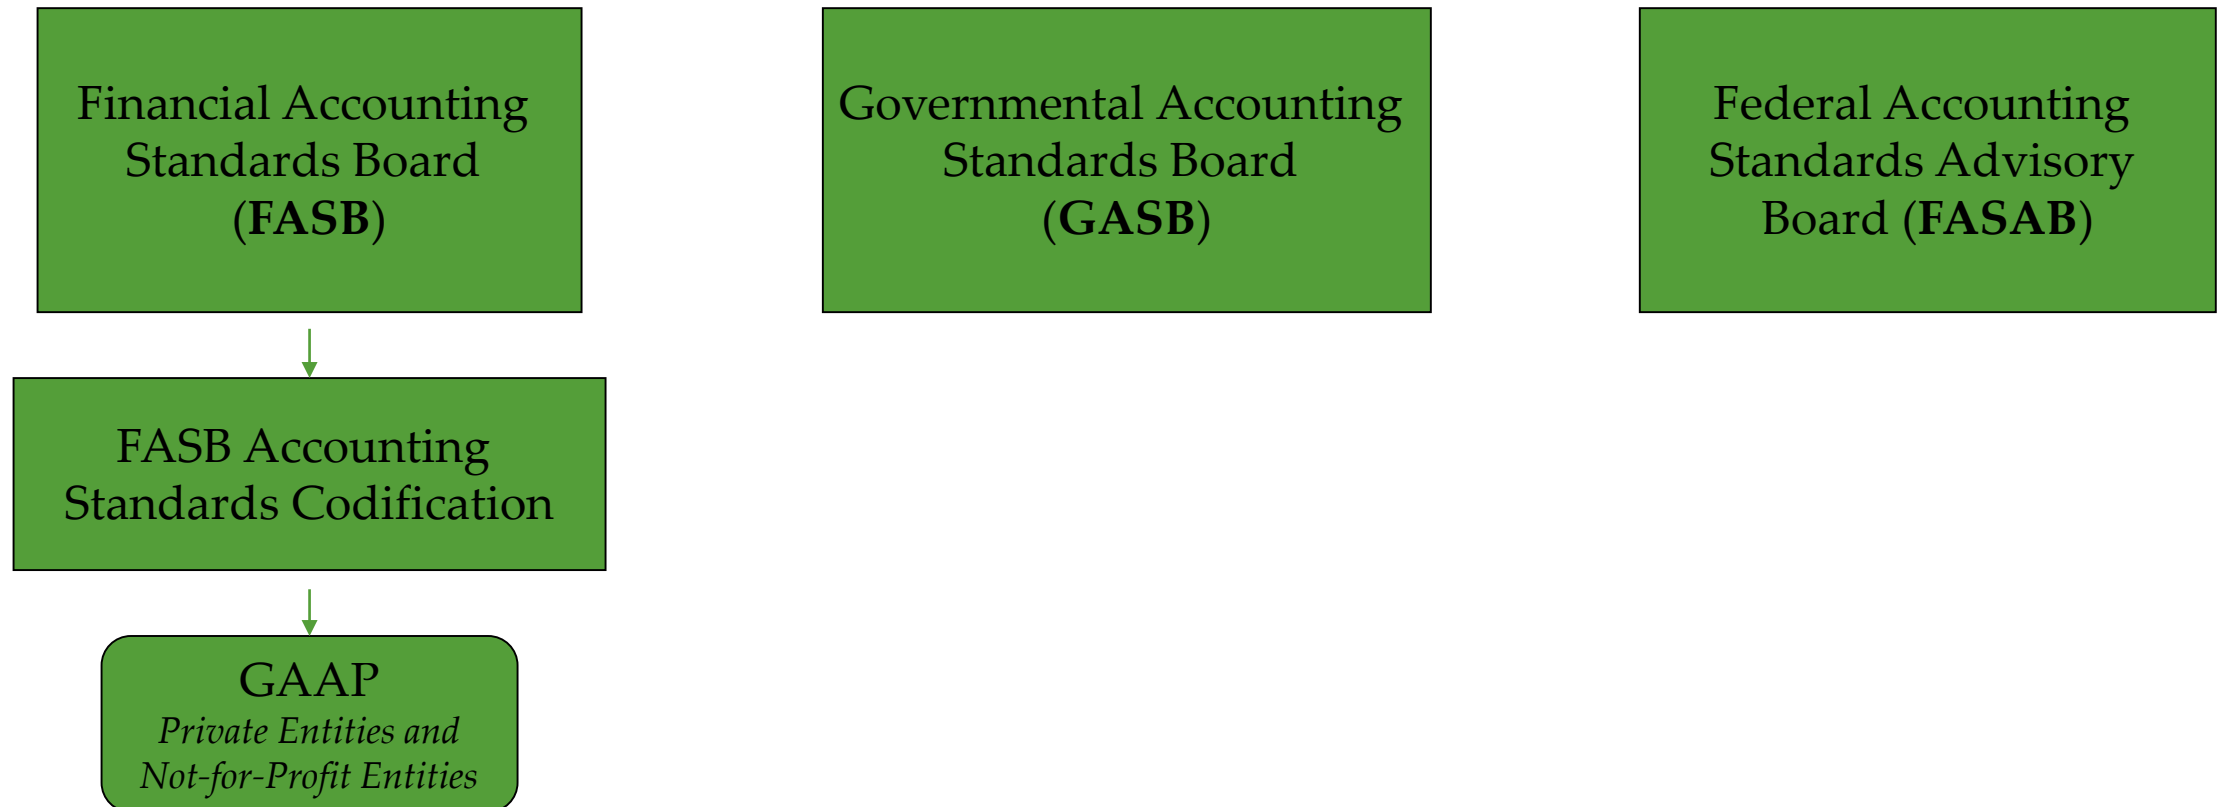 Financial Accounting
Standards Board
(FASB)
Governmental Accounting
Standards Board
(GASB)
Federal Accounting
Standards Advisory
Board (FASAB)
FASB Accounting
Standards Codification
GAAP
Private Entities and
Not-for-Profit Entities